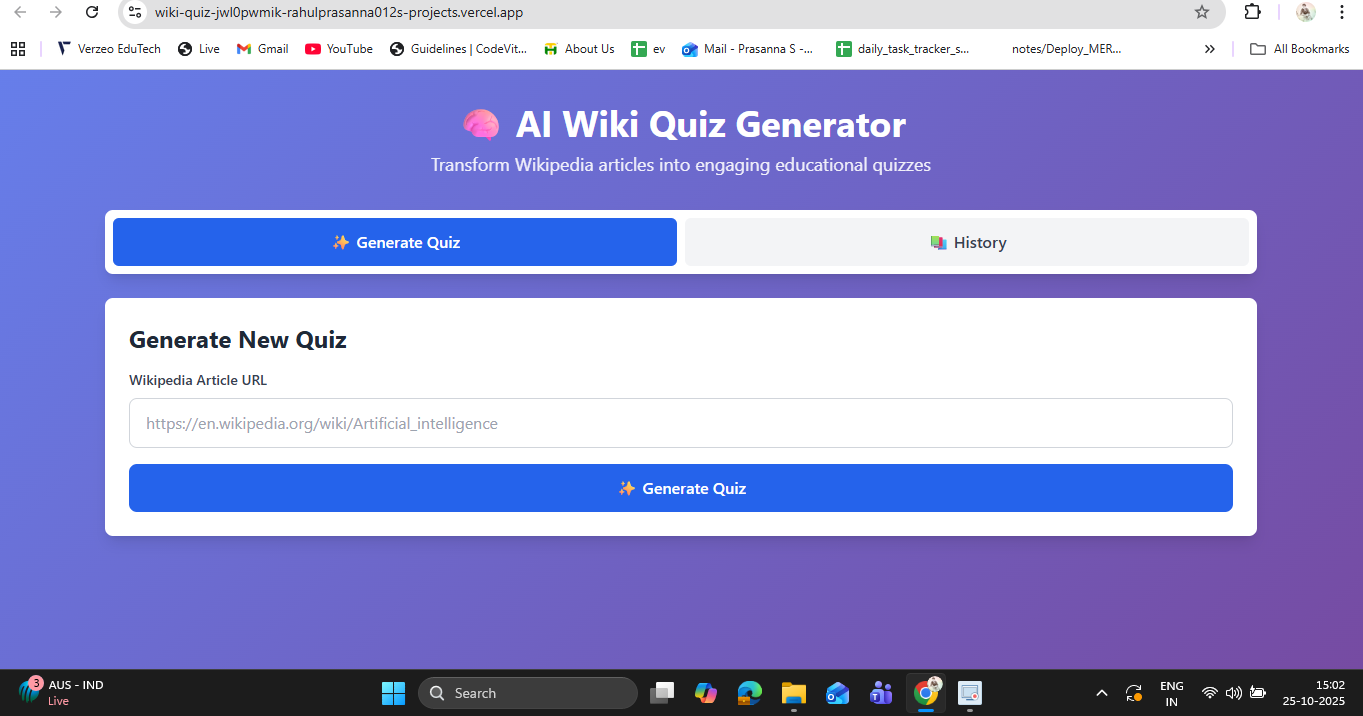 wiki-quiz-jwl0pwmik-rahulprasanna012s-projects.vercel.app
Verzeo EduTech Live Gmail YouTube Guidelines | CodeVit... About Us ev Mail - Prasanna S -... daily_task_tracker_s... notes/Deploy_MER... » All Bookmarks
AI Wiki Quiz Generator
Transform Wikipedia articles into engaging educational quizzes
Generate Quiz History
Generate New Quiz
Wikipedia Article URL
https://en.wikipedia.org/wiki/Artificial_intelligence
Generate Quiz
3 AUS - IND
Live
Search
ENG
IN
15:02
25-10-2025